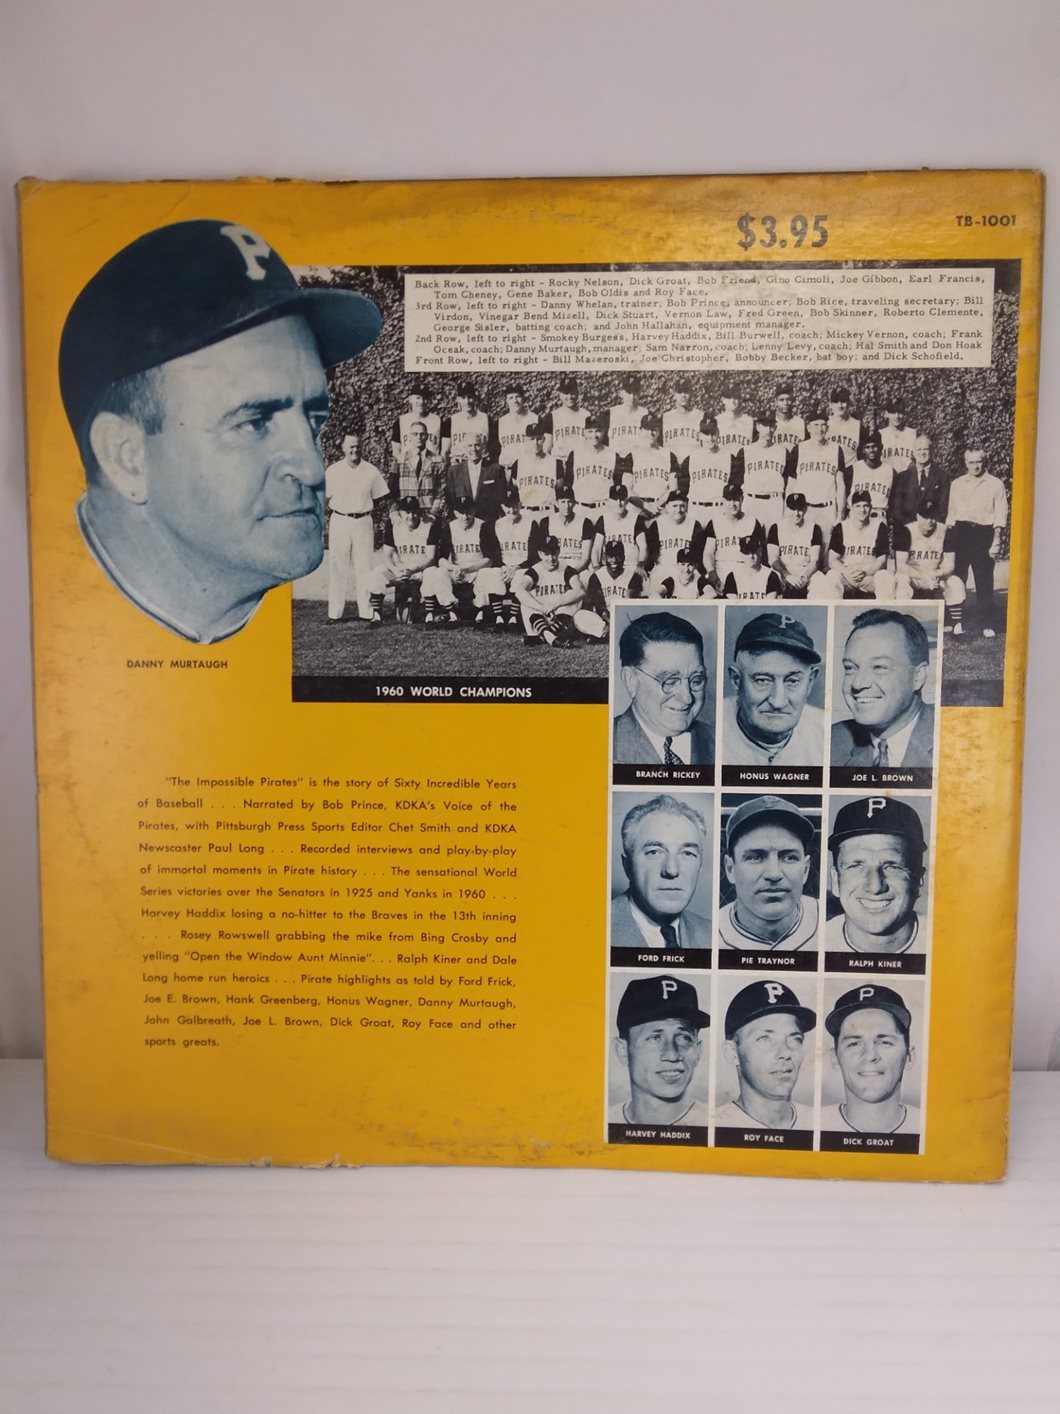 $3.95
TB-1001
Back Row, left to right - Rocky Nelson, Dick Groat, Bob Friend, Gino Cimoli, Joe Gibbon, Earl Francis,
Tom Cheney, Gene Baker, Bob Oldis and Roy Face.
3rd Row, left to right - Danny Whelan, trainer; Bob Prince, announcer; Bob Rice, traveling secretary; Bill
Virdon, Vinegar Bend Mizell, Dick Stuart, Vernon Law, Fred Green, Bob Skinner, Roberto Clemente,
George Sisler, batting coach; and John Hallahan, equipment manager.
2nd Row, left to right - Smokey Burgess, Harvey Haddix, Bill Burwell, coach; Mickey Vernon, coach; Frank
Oceak, coach; Danny Murtaugh, manager; Sam Narron, coach; Lenny Levy, coach; Hal Smith and Don Hoak
Front Row, left to right - Bill Mazeroski, Joe Christopher, Bobby Becker, bat boy; and Dick Schofield.
P
PIRATES
DANNY MURTAUGH
1960 WORLD CHAMPIONS
BRANCH RICKEY
HONUS WAGNER
JOE L. BROWN
FORD FRICK
PIE TRAYNOR
RALPH KINER
HARVEY HADDIX
ROY FACE
DICK GROAT
"The Impossible Pirates" is the story of Sixty Incredible Years
of Baseball . . . Narrated by Bob Prince, KDKA's Voice of the
Pirates, with Pittsburgh Press Sports Editor Chet Smith and KDKA
Newscaster Paul Long . . . Recorded interviews and play-by-play
of immortal moments in Pirate history . . . The sensational World
Series victories over the Senators in 1925 and Yanks in 1960 . . .
Harvey Haddix losing a no-hitter to the Braves in the 13th inning
. . . Rosey Rowswell grabbing the mike from Bing Crosby and
yelling "Open the Window Aunt Minnie". . . Ralph Kiner and Dale
Long home run heroics . . . Pirate highlights as told by Ford Frick,
Joe E. Brown, Hank Greenberg, Honus Wagner, Danny Murtaugh,
John Galbreath, Joe L. Brown, Dick Groat, Roy Face and other
sports greats.